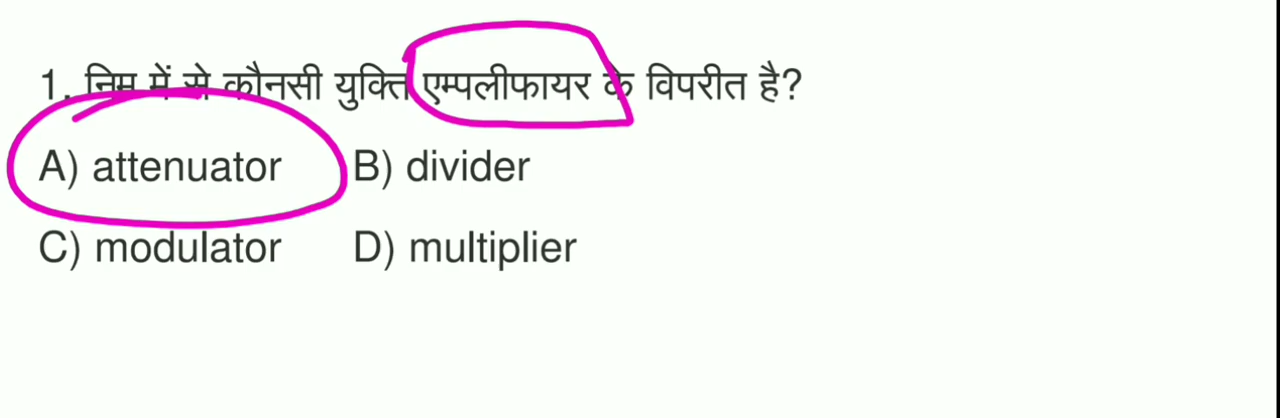 1. निम्न में से कौनसी युक्ति एम्पलीफायर के विपरीत है?
A) attenuator B) divider
C) modulator D) multiplier